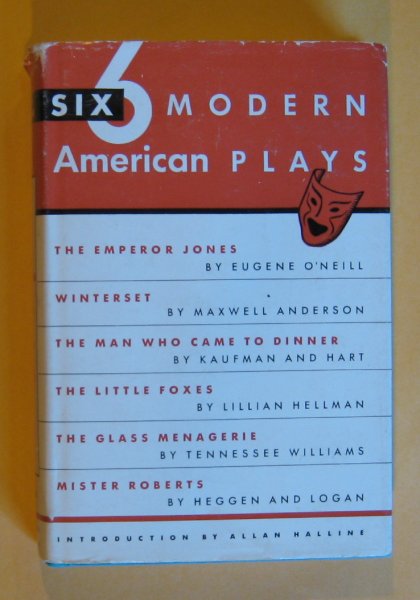 SIX 6 MODERN
American PLAYS
THE EMPEROR JONES
BY EUGENE O'NEILL
WINTERSET
BY MAXWELL ANDERSON
THE MAN WHO CAME TO DINNER
BY KAUFMAN AND HART
THE LITTLE FOXES
BY LILLIAN HELLMAN
THE GLASS MENAGERIE
BY TENNESSEE WILLIAMS
MISTER ROBERTS
BY HEGGEN AND LOGAN
INTRODUCTION BY ALLAN HALLINE